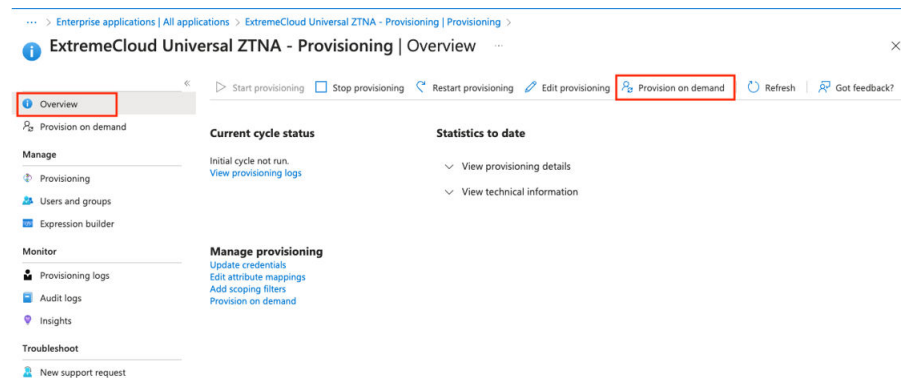 ··· > Enterprise applications | All applications > ExtremeCloud Universal ZTNA - Provisioning | Provisioning >
ExtremeCloud Universal ZTNA - Provisioning | Overview ···
Start provisioning Stop provisioning Restart provisioning Edit provisioning Provision on demand Refresh Got feedback?
Overview
Provision on demand
Manage
Provisioning
Users and groups
Expression builder
Monitor
Provisioning logs
Audit logs
Insights
Troubleshoot
New support request
Current cycle status
Initial cycle not run.
View provisioning logs
Statistics to date
View provisioning details
View technical information
Manage provisioning
Update credentials
Edit attribute mappings
Add scoping filters
Provision on demand